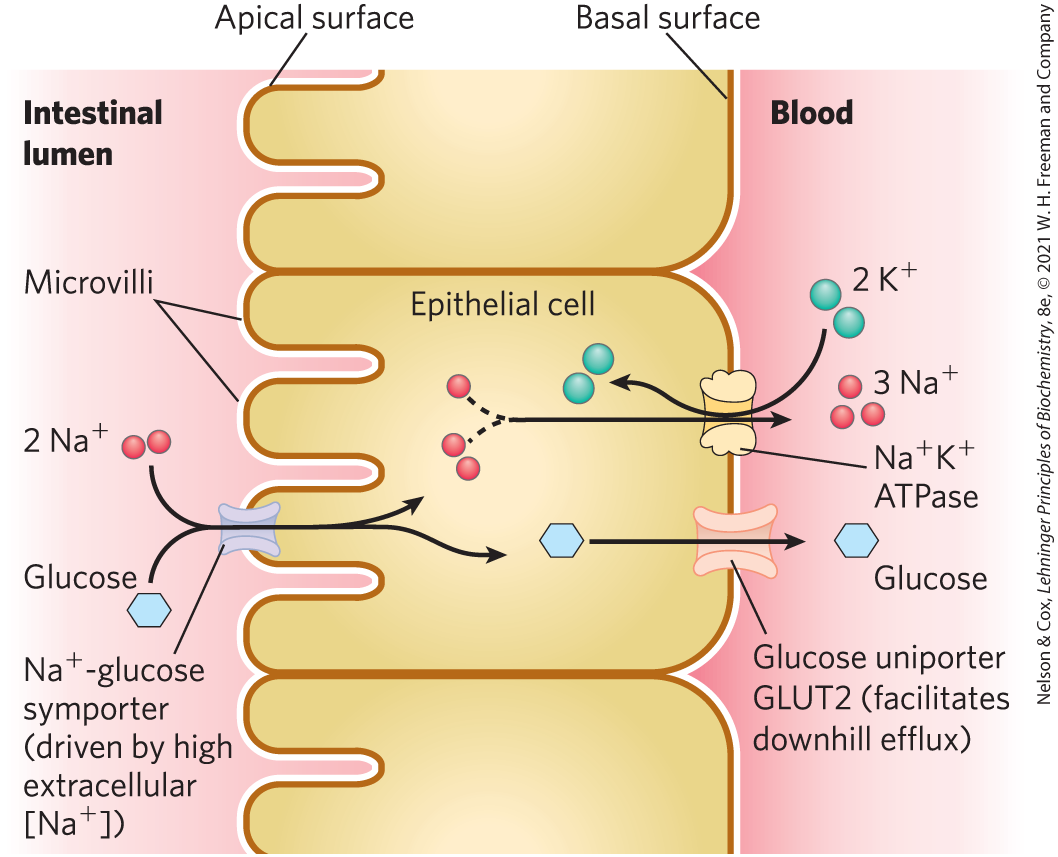 Apical surface
Basal surface
Intestinal
lumen
Blood
Microvilli
Epithelial cell
2 K⁺
3 Na⁺
2 Na⁺
Na⁺K⁺
ATPase
Glucose
Glucose
Na⁺-glucose
symporter
(driven by high
extracellular
[Na⁺])
Glucose uniporter
GLUT2 (facilitates
downhill efflux)
Nelson & Cox, Lehninger Principles of Biochemistry, 8e, © 2021 W. H. Freeman and Company